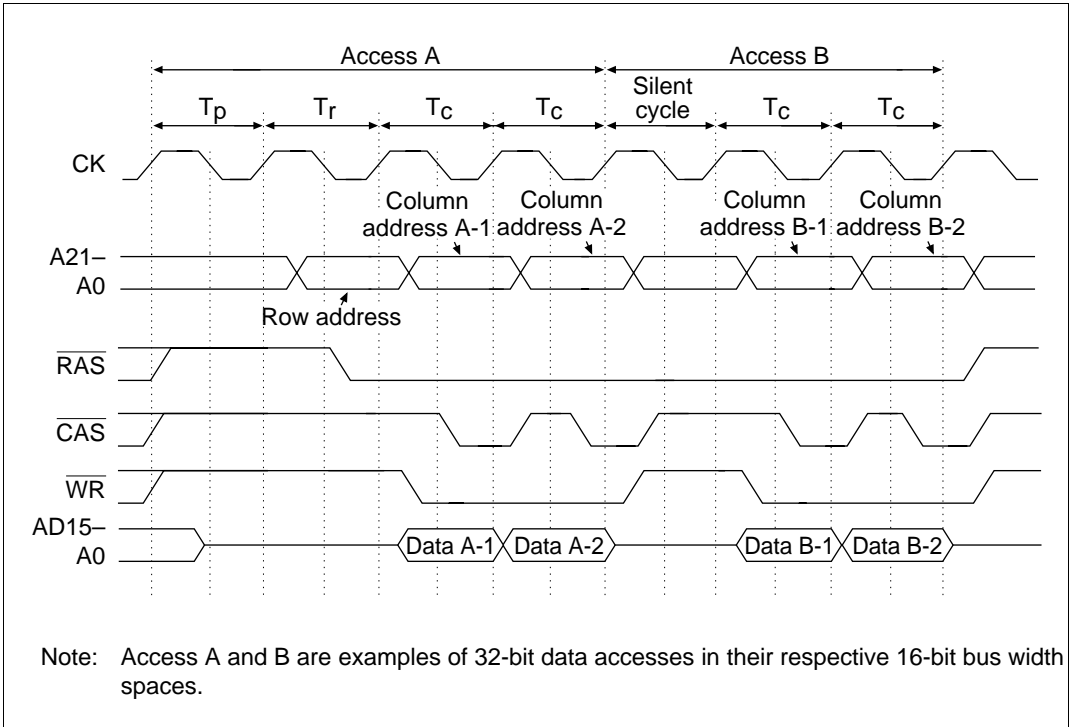 Access A Access B
Silent
Tp Tr Tc Tc cycle Tc Tc
CK
Column Column Column Column
address A-1 address A-2 address B-1 address B-2
A21–
A0
Row address
RAS
CAS
WR
AD15–
A0
Data A-1 Data A-2 Data B-1 Data B-2
Note: Access A and B are examples of 32-bit data accesses in their respective 16-bit bus width
spaces.